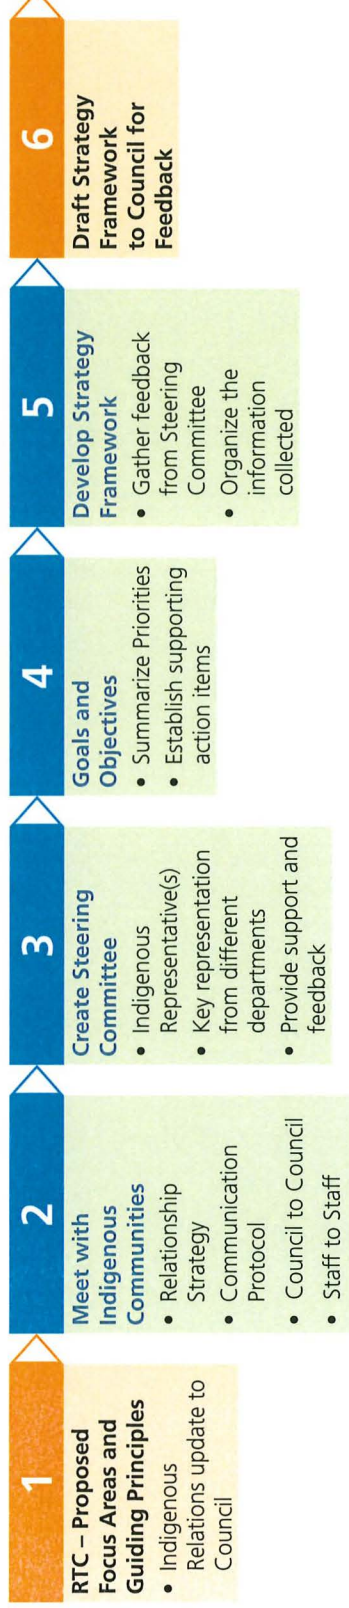 1
RTC – Proposed
Focus Areas and
Guiding Principles
• Indigenous
Relations update to
Council
2
Meet with
Indigenous
Communities
• Relationship
Strategy
• Communication
Protocol
• Council to Council
• Staff to Staff
3
Create Steering
Committee
• Indigenous
Representative(s)
• Key representation
from different
departments
• Provide support and
feedback
4
Goals and
Objectives
• Summarize Priorities
• Establish supporting
action items
5
Develop Strategy
Framework
• Gather feedback
from Steering
Committee
• Organize the
information
collected
6
Draft Strategy
Framework
to Council for
Feedback